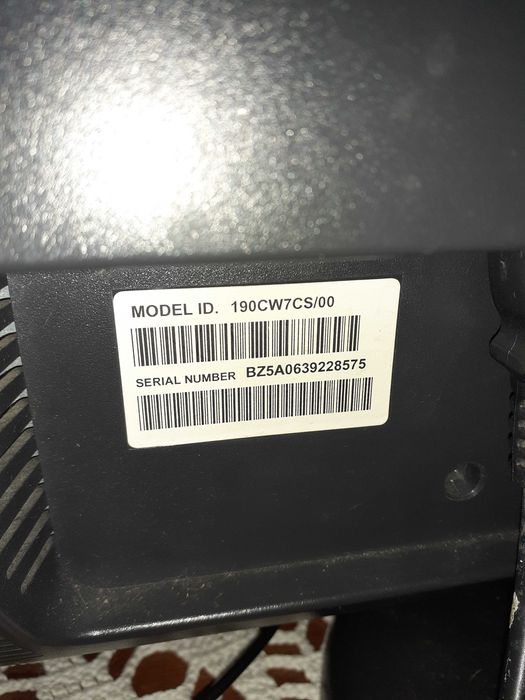 MODEL ID. 190CW7CS/00
SERIAL NUMBER BZ5A0639228575